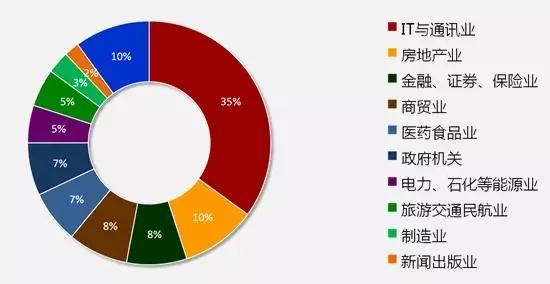 35%
10%
8%
8%
7%
7%
5%
5%
3%
2%
10%
IT与通讯业
房地产业
金融、证券、保险业
商贸业
医药食品业
政府机关
电力、石化等能源业
旅游交通民航业
制造业
新闻出版业